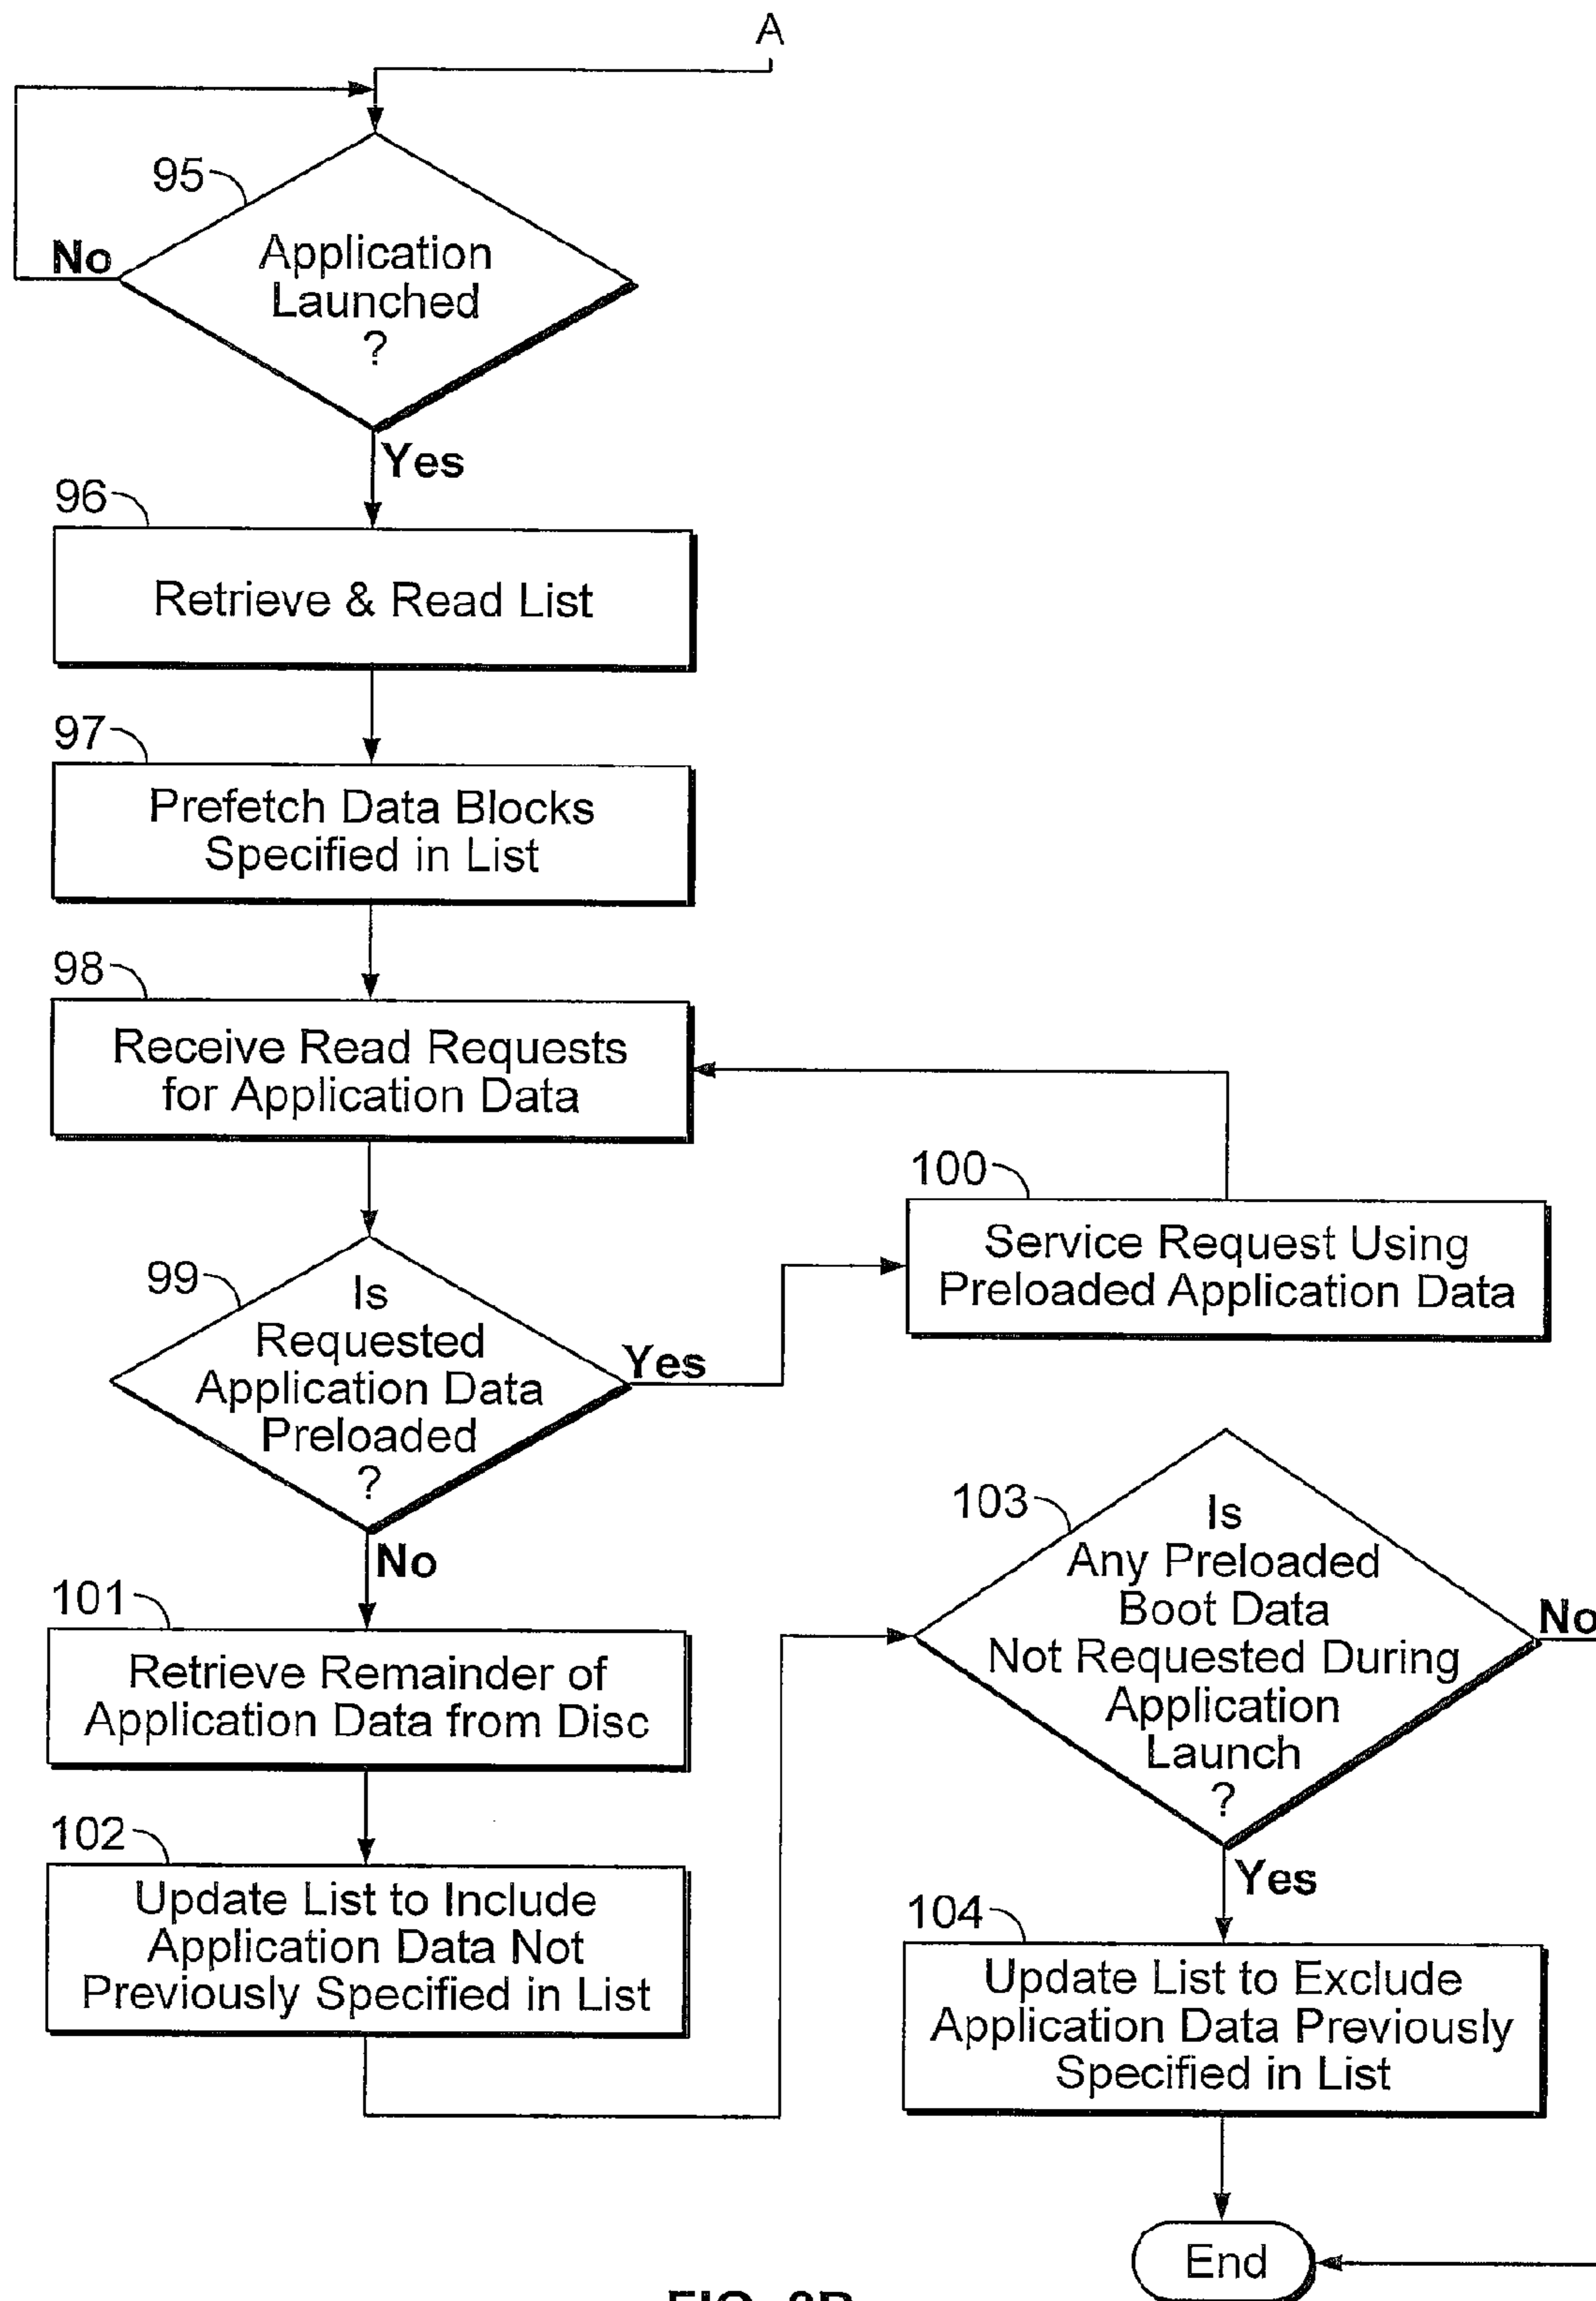 A
95
Application
Launched
?
No
Yes
96
Retrieve & Read List
97
Prefetch Data Blocks
Specified in List
98
Receive Read Requests
for Application Data
99
Is
Requested
Application Data
Preloaded
?
Yes
No
100
Service Request Using
Preloaded Application Data
101
Retrieve Remainder of
Application Data from Disc
102
Update List to Include
Application Data Not
Previously Specified in List
103
Is
Any Preloaded
Boot Data
Not Requested During
Application
Launch
?
No
Yes
104
Update List to Exclude
Application Data Previously
Specified in List
End